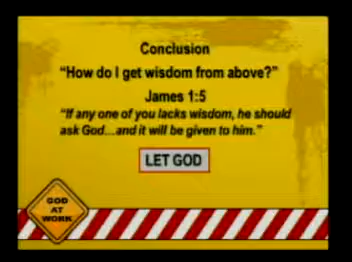 Conclusion
“How do I get wisdom from above?”
James 1:5
“If any one of you lacks wisdom, he should
ask God...and it will be given to him.”
LET GOD
GOD
AT
WORK